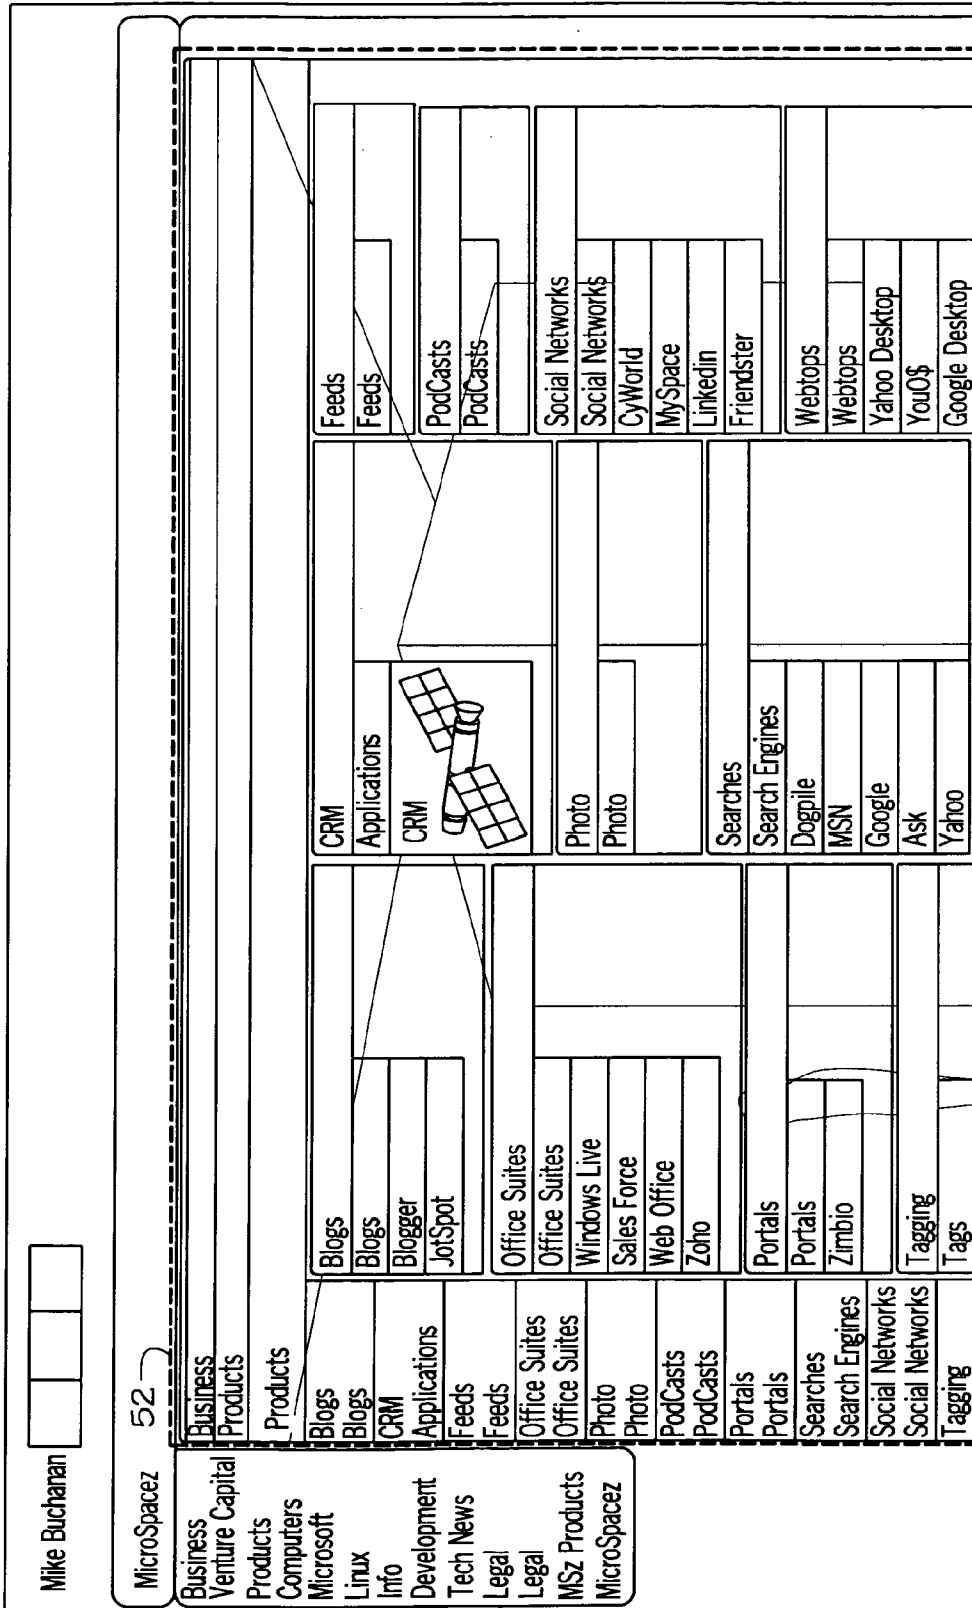 Mike Buchanan
MicroSpacez
52
Business
Venture Capital
Products
Computers
Microsoft
Linux
Info
Development
Tech News
Legal
Legal
MSz Products
MicroSpacez
Business
Products
Products
Blogs
Blogs
CRM
Applications
Feeds
Feeds
Office Suites
Office Suites
Photo
Photo
PodCasts
PodCasts
Portals
Portals
Searches
Search Engines
Social Networks
Social Networks
Tagging
Blogs
Blogs
Blogger
JotSpot
Office Suites
Office Suites
Windows Live
Sales Force
Web Office
Zoho
Portals
Portals
Zimbio
Tagging
Tags
CRM
Applications
CRM
Photo
Photo
Searches
Search Engines
Dogpile
MSN
Google
Ask
Yahoo
Feeds
Feeds
PodCasts
PodCasts
Social Networks
Social Networks
CyWorld
MySpace
Linkedin
Friendster
Webtops
Webtops
Yahoo Desktop
YouO$
Google Desktop